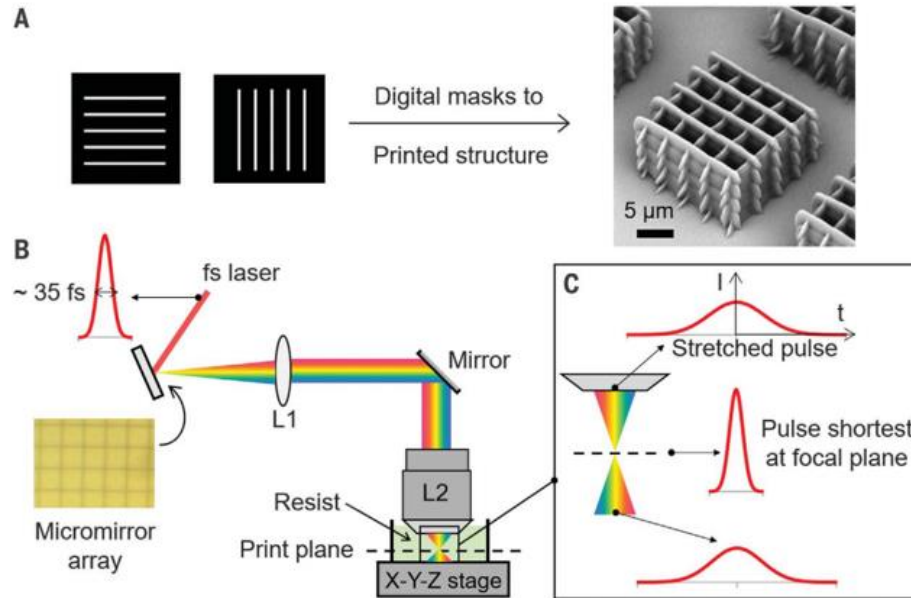 A
Digital masks to
Printed structure
5 μm
B
~ 35 fs
fs laser
Mirror
L1
Micromirror
array
L2
Resist
Print plane
X-Y-Z stage
C
I
t
Stretched pulse
Pulse shortest
at focal plane